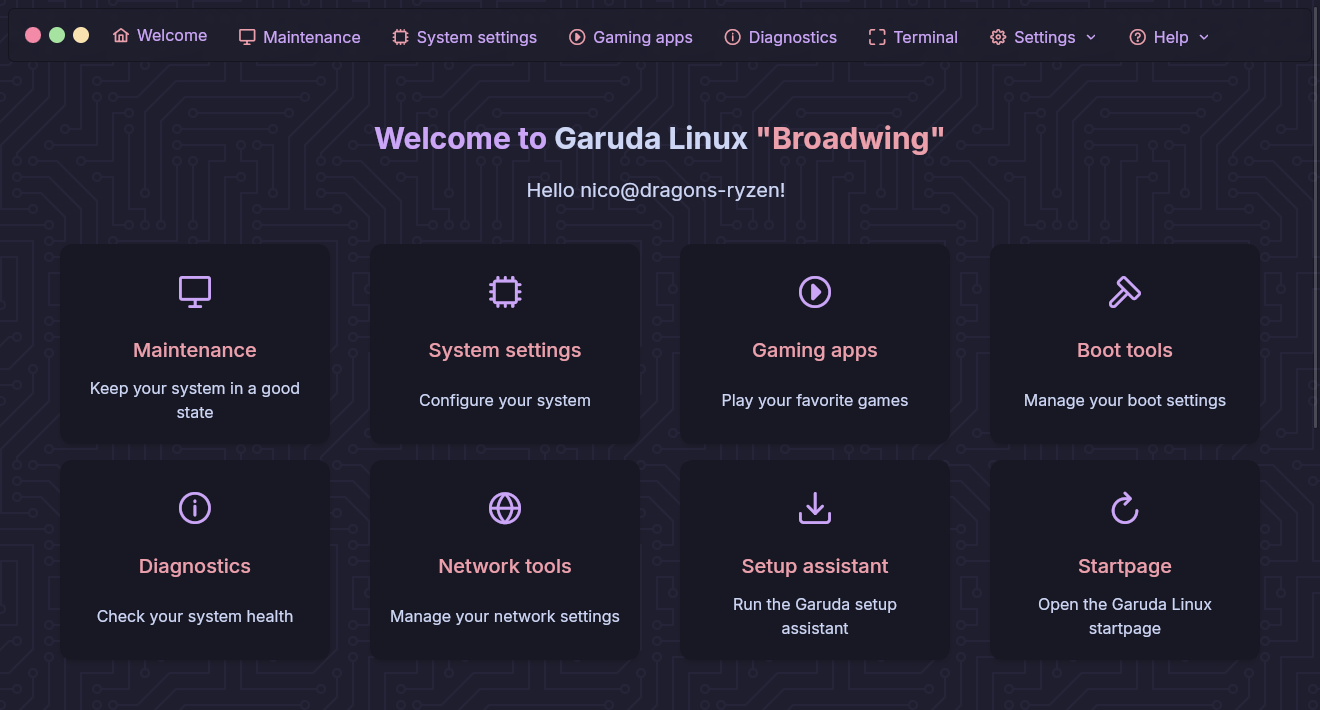 Welcome Maintenance System settings Gaming apps Diagnostics Terminal Settings Help
Welcome to Garuda Linux "Broadwing"
Hello nico@dragons-ryzen!
Maintenance
Keep your system in a good
state
System settings
Configure your system
Gaming apps
Play your favorite games
Boot tools
Manage your boot settings
Diagnostics
Check your system health
Network tools
Manage your network settings
Setup assistant
Run the Garuda setup
assistant
Startpage
Open the Garuda Linux
startpage